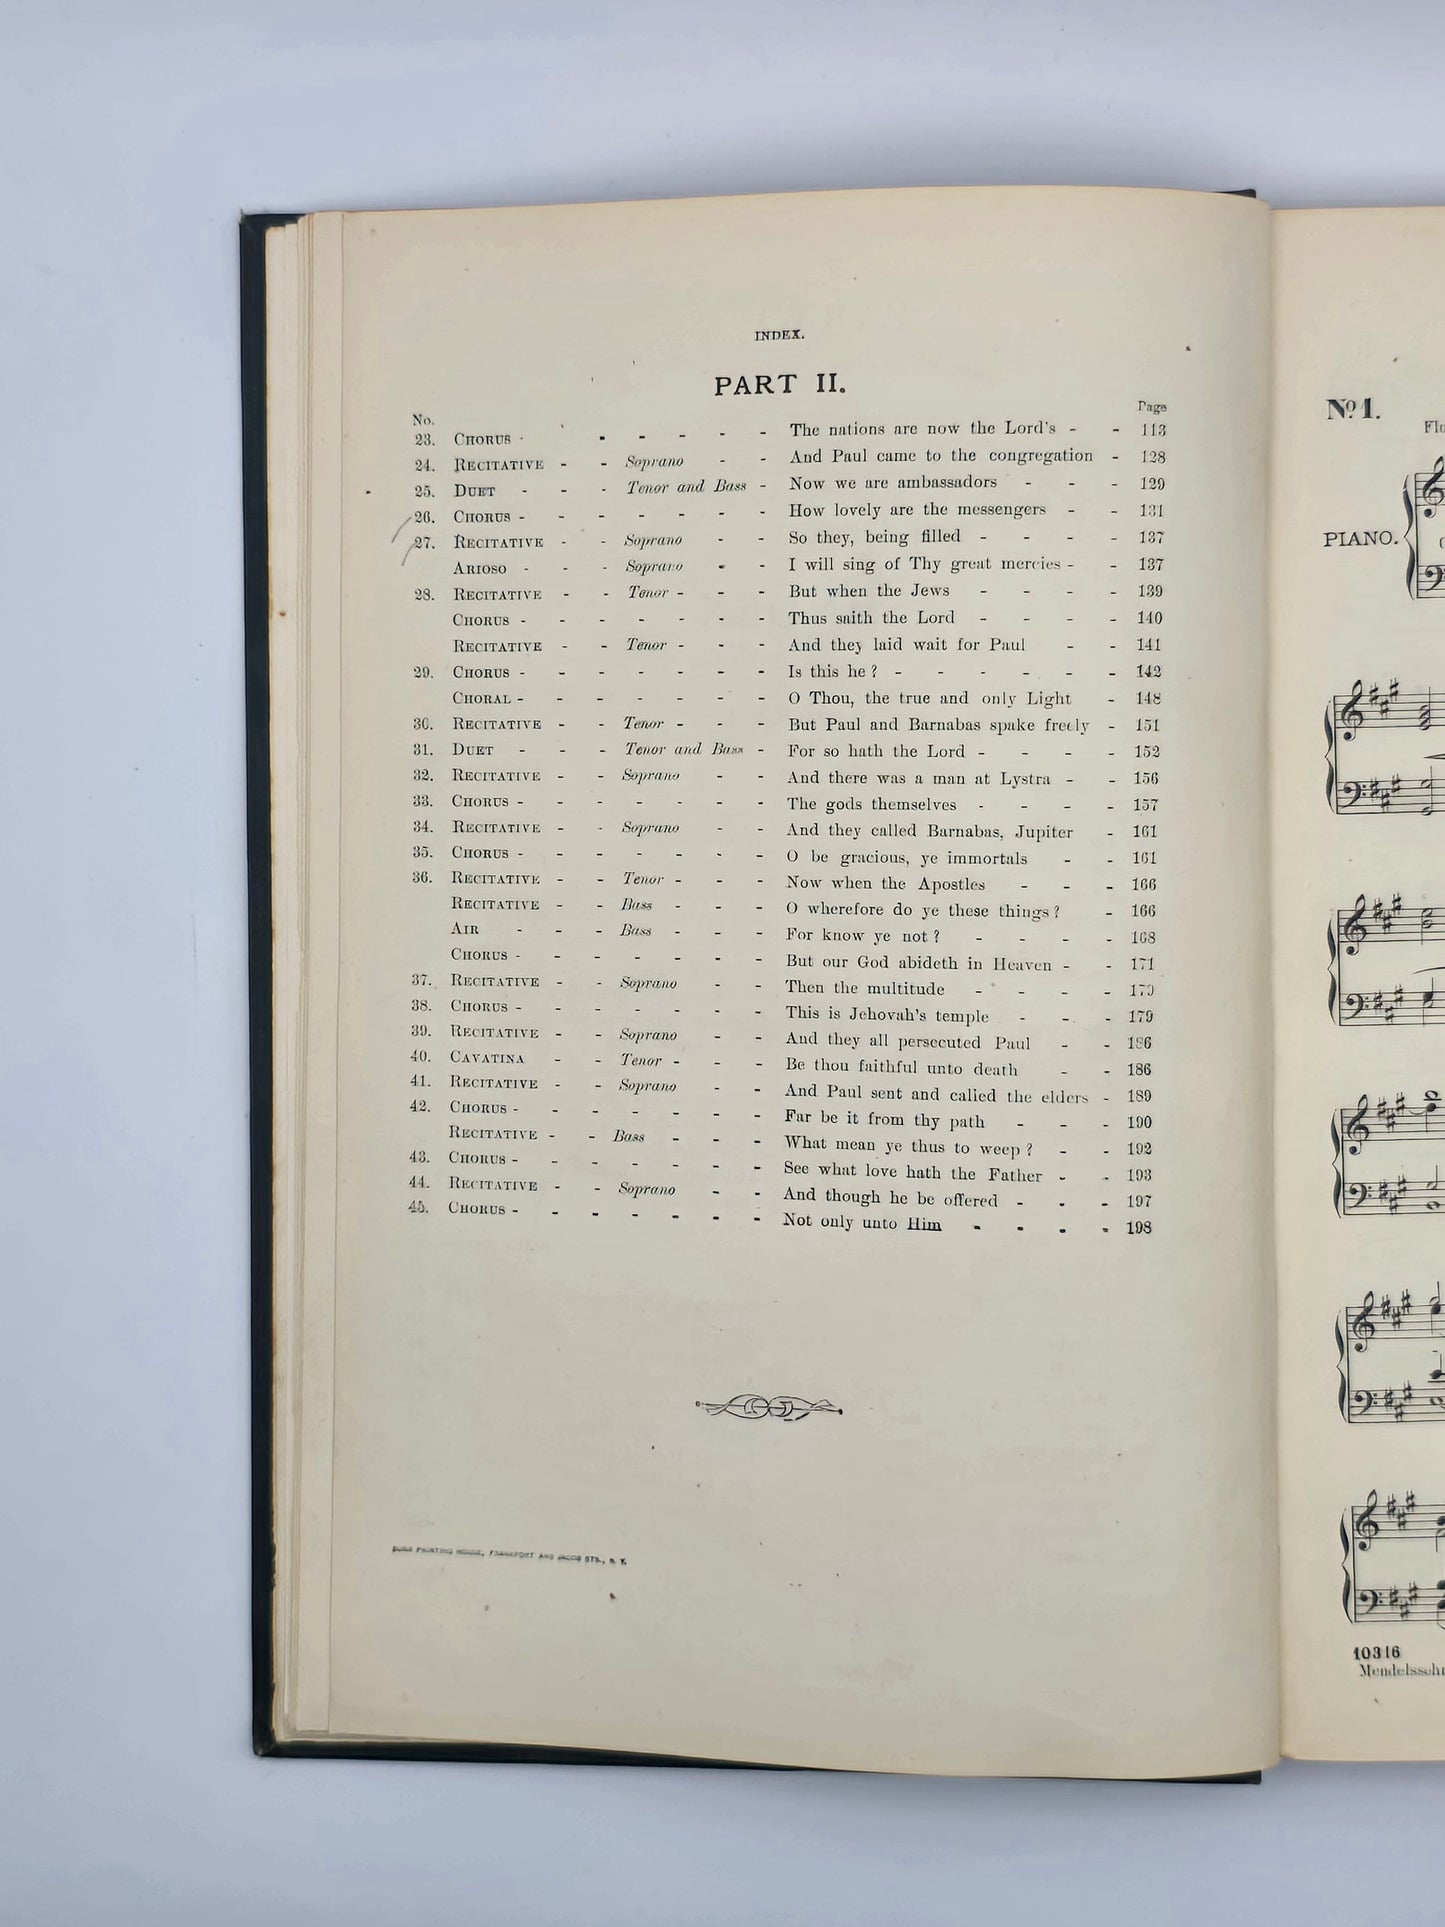 INDEX.
PART II.
No. Page
23. CHORUS - - - - - - The nations are now the Lord's - - 113
24. RECITATIVE - - Soprano - - And Paul came to the congregation - 128
25. DUET - - - Tenor and Bass - Now we are ambassadors - - - 129
26. CHORUS - - - - - - - How lovely are the messengers - - 131
27. RECITATIVE - - Soprano - - So they, being filled - - - - 137
ARIOSO - - - Soprano - - I will sing of Thy great mercies - - 137
28. RECITATIVE - - Tenor - - - But when the Jews - - - - 139
CHORUS - - - - - - - Thus saith the Lord - - - - 140
RECITATIVE - - Tenor - - - And they laid wait for Paul - - 141
29. CHORUS - - - - - - - Is this he? - - - - - - 142
CHORAL - - - - - - - O Thou, the true and only Light - 148
30. RECITATIVE - - Tenor - - - But Paul and Barnabas spake freely - 151
31. DUET - - - Tenor and Bass - For so hath the Lord - - - - 152
32. RECITATIVE - - Soprano - - And there was a man at Lystra - - 156
33. CHORUS - - - - - - - The gods themselves - - - - 157
34. RECITATIVE - - Soprano - - And they called Barnabas, Jupiter - 161
35. CHORUS - - - - - - - O be gracious, ye immortals - - 161
36. RECITATIVE - - Tenor - - - Now when the Apostles - - - 166
RECITATIVE - - Bass - - - O wherefore do ye these things? - 166
AIR - - - Bass - - - For know ye not? - - - - 168
CHORUS - - - - - - - But our God abideth in Heaven - - 171
37. RECITATIVE - - Soprano - - Then the multitude - - - - 179
38. CHORUS - - - - - - - This is Jehovah's temple - - - 179
39. RECITATIVE - - Soprano - - And they all persecuted Paul - - 186
40. CAVATINA - - Tenor - - - Be thou faithful unto death - - 186
41. RECITATIVE - - Soprano - - And Paul sent and called the elders - 189
42. CHORUS - - - - - - - Far be it from thy path - - - 190
RECITATIVE - - Bass - - - What mean ye thus to weep? - - 192
43. CHORUS - - - - - - - See what love hath the Father - - 193
44. RECITATIVE - - Soprano - - And though he be offered - - - 197
45. CHORUS - - - - - - - Not only unto Him - - - - 198
PRINTING HOUSE, FRANKFORT AND JACOB STS., N. Y.
No. 1.
PIANO.
10316